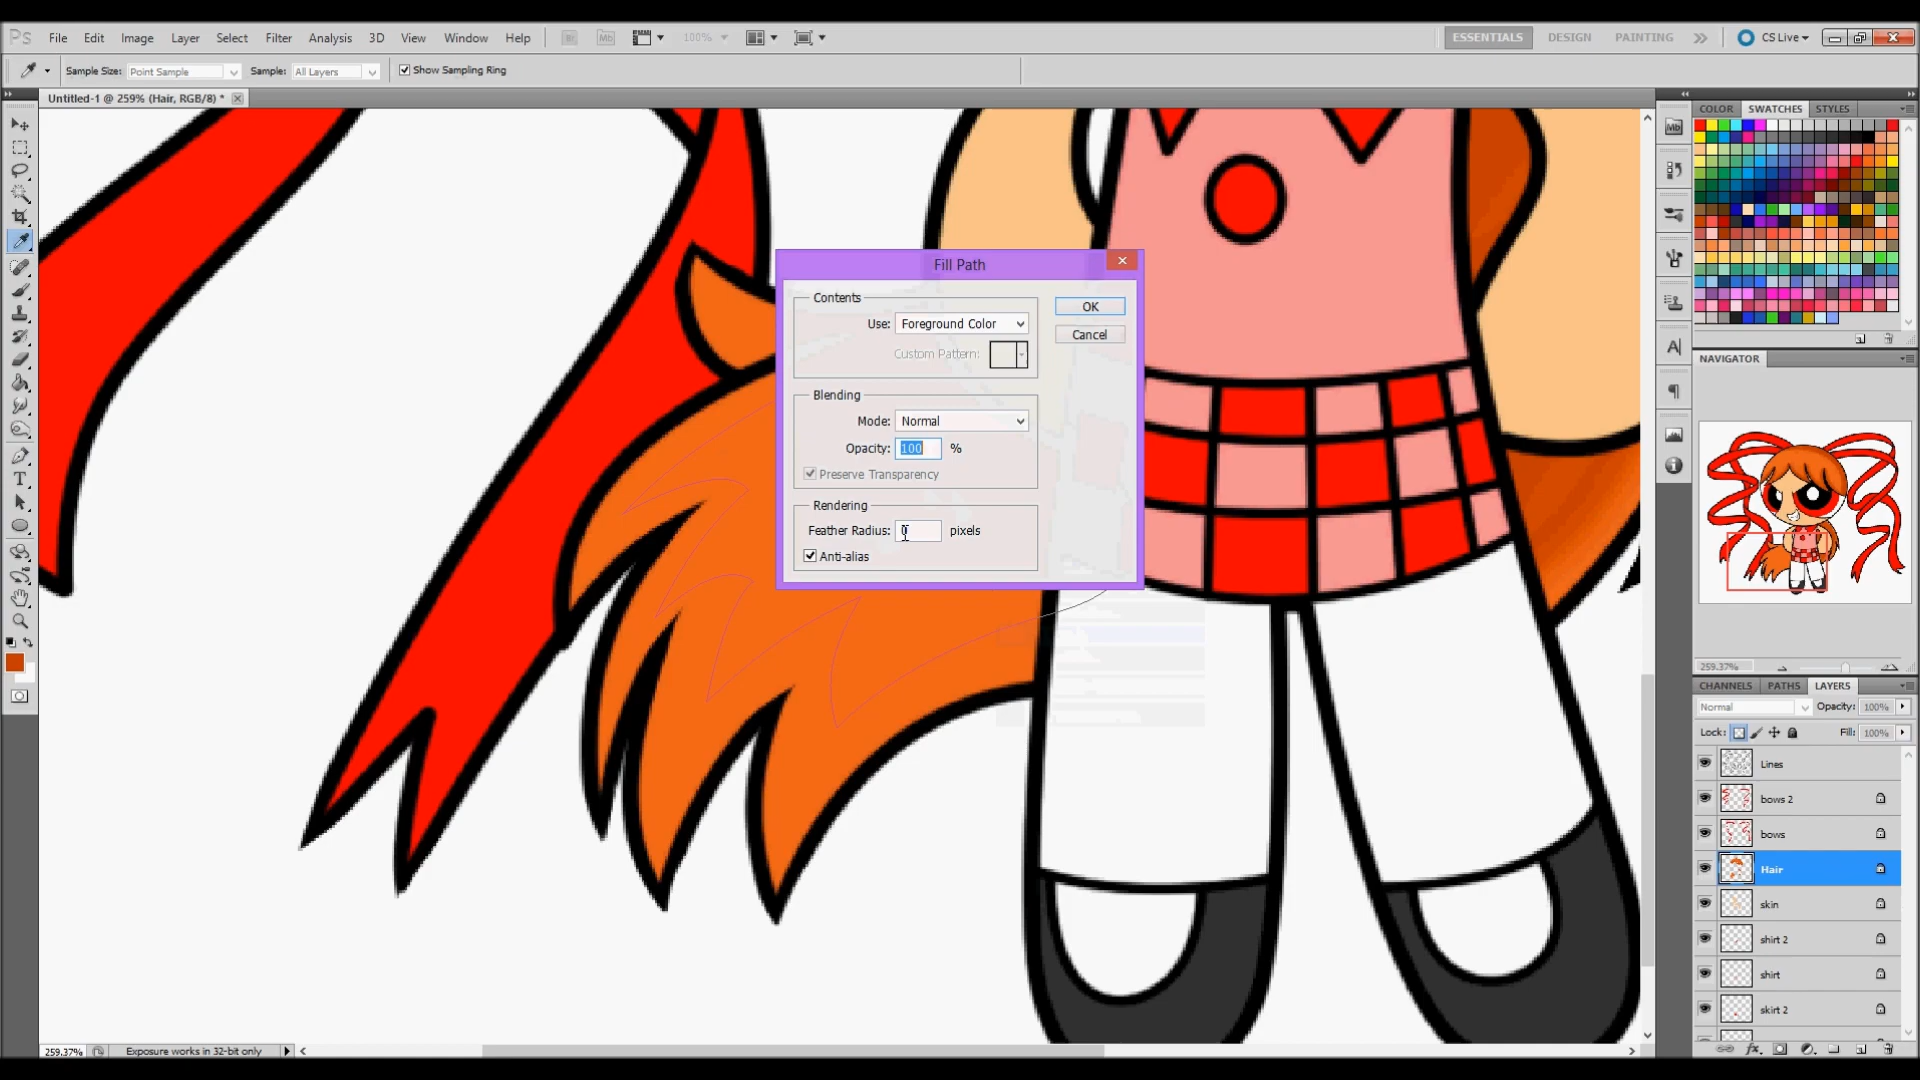 Ps File Edit Image Layer Select Filter Analysis 3D View Window Help Br Mb 100% ESSENTIALS DESIGN PAINTING CS Live
Sample Size: Point Sample Sample: All Layers Show Sampling Ring
Untitled-1 @ 259% (Hair, RGB/8) *
COLOR SWATCHES STYLES
Mb
Fill Path
Contents
OK
Use: Foreground Color
Cancel
Custom Pattern:
NAVIGATOR
Blending
Mode: Normal
Opacity: 100 %
Preserve Transparency
Rendering
Feather Radius: 0 pixels
Anti-alias
259.37%
CHANNELS PATHS LAYERS
Normal Opacity: 100%
Lock: Fill: 100%
Lines
bows 2
bows
Hair
skin
shirt 2
shirt
skirt 2
259.37% Exposure works in 32-bit only